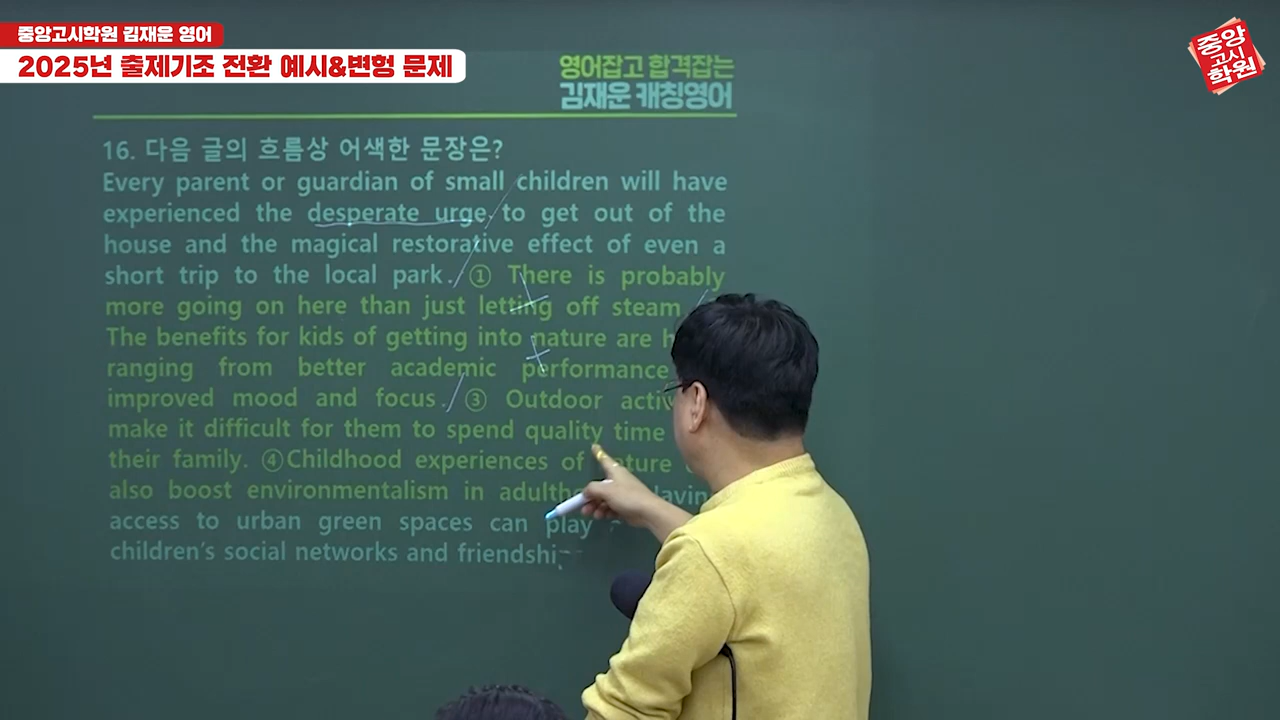 중앙고시학원 김재운 영어
2025년 출제기조 전환 예시&변형 문제
중앙
고시
학원
영어잡고 합격잡는
김재운 캐칭영어
16. 다음 글의 흐름상 어색한 문장은?
Every parent or guardian of small children will have
experienced the desperate urge to get out of the
house and the magical restorative effect of even a
short trip to the local park. ① There is probably
more going on here than just letting off steam
The benefits for kids of getting into nature are
ranging from better academic performance
improved mood and focus. ③ Outdoor
make it difficult for them to spend quality time
their family. ④Childhood experiences of nature
also boost environmentalism in
access to urban green spaces can play
children's social networks and